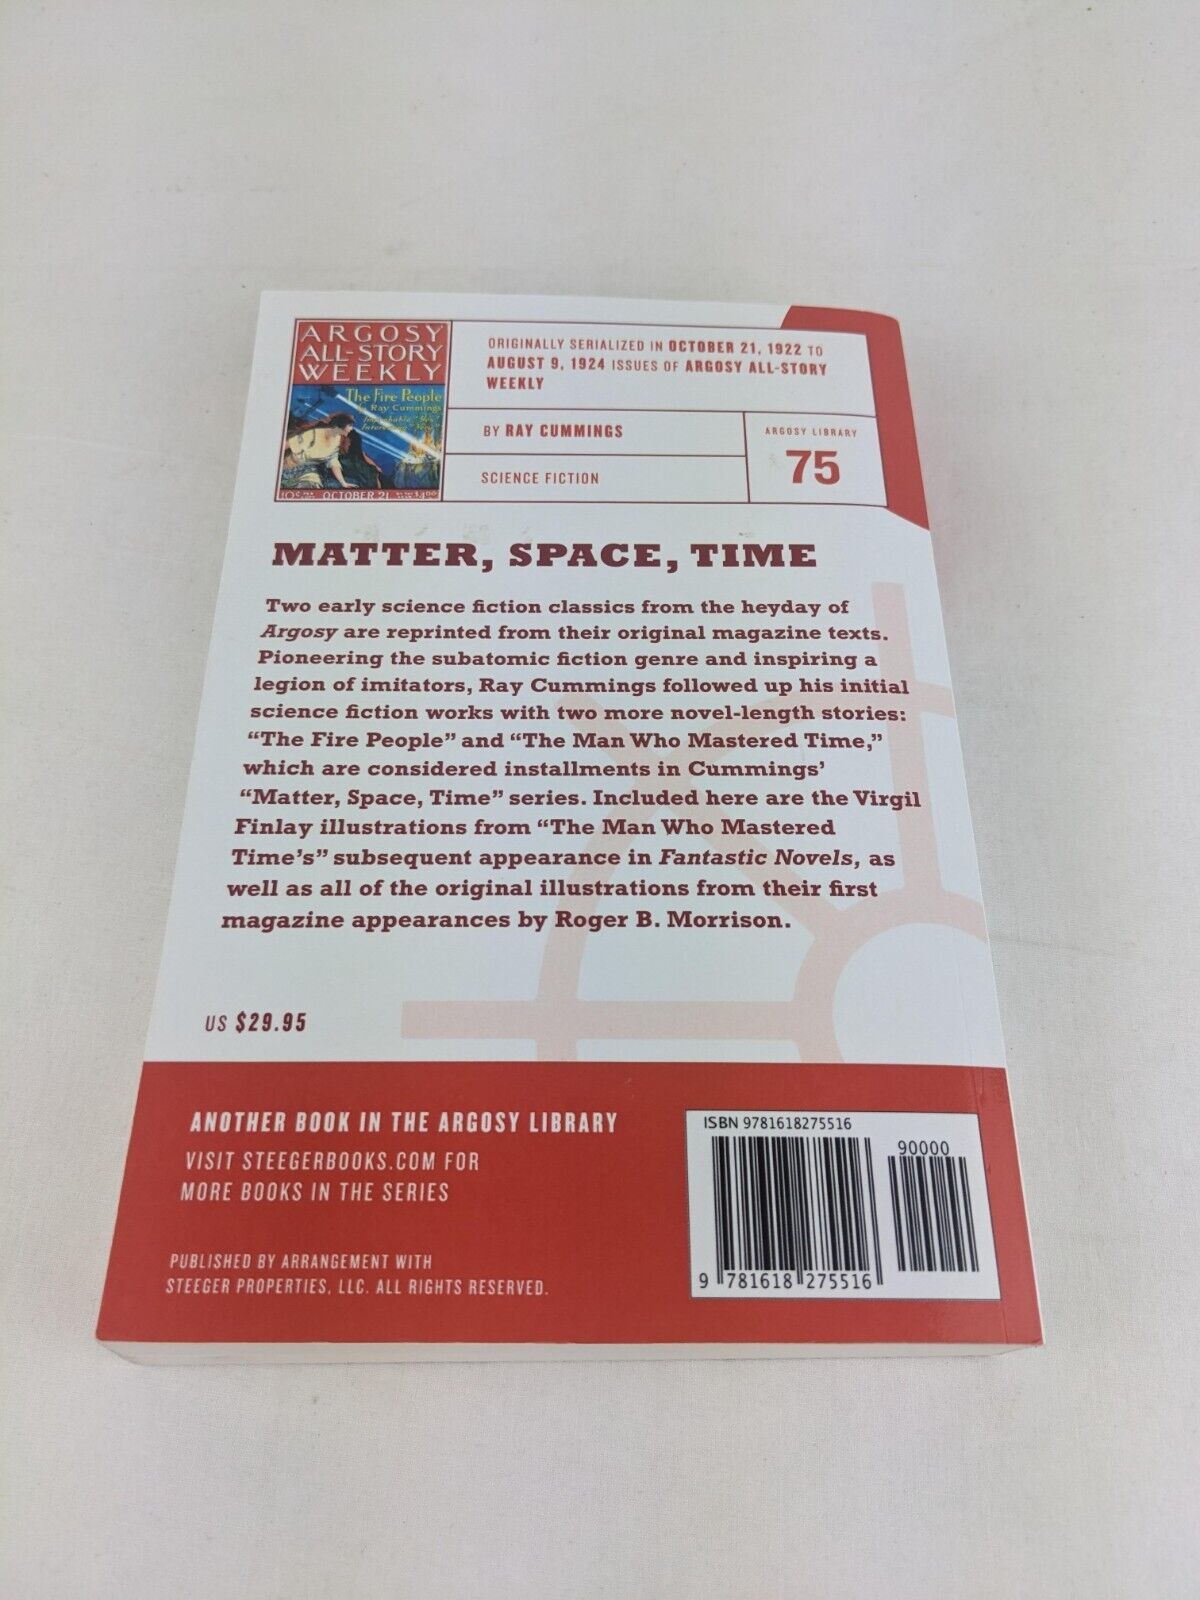 ARGOSY
ALL-STORY
WEEKLY
The Fire People
by Ray Cummings
OCTOBER 21
ORIGINALLY SERIALIZED IN OCTOBER 21, 1922 TO
AUGUST 9, 1924 ISSUES OF ARGOSY ALL-STORY
WEEKLY
BY RAY CUMMINGS
SCIENCE FICTION
ARGOSY LIBRARY
75
MATTER, SPACE, TIME
Two early science fiction classics from the heyday of
Argosy are reprinted from their original magazine texts.
Pioneering the subatomic fiction genre and inspiring a
legion of imitators, Ray Cummings followed up his initial
science fiction works with two more novel-length stories:
“The Fire People” and “The Man Who Mastered Time,”
which are considered installments in Cummings’
“Matter, Space, Time” series. Included here are the Virgil
Finlay illustrations from “The Man Who Mastered
Time’s” subsequent appearance in Fantastic Novels, as
well as all of the original illustrations from their first
magazine appearances by Roger B. Morrison.
US $29.95
ANOTHER BOOK IN THE ARGOSY LIBRARY
VISIT STEEGERBOOKS.COM FOR
MORE BOOKS IN THE SERIES
PUBLISHED BY ARRANGEMENT WITH
STEEGER PROPERTIES, LLC. ALL RIGHTS RESERVED.
ISBN 9781618275516
90000
9 781618 275516